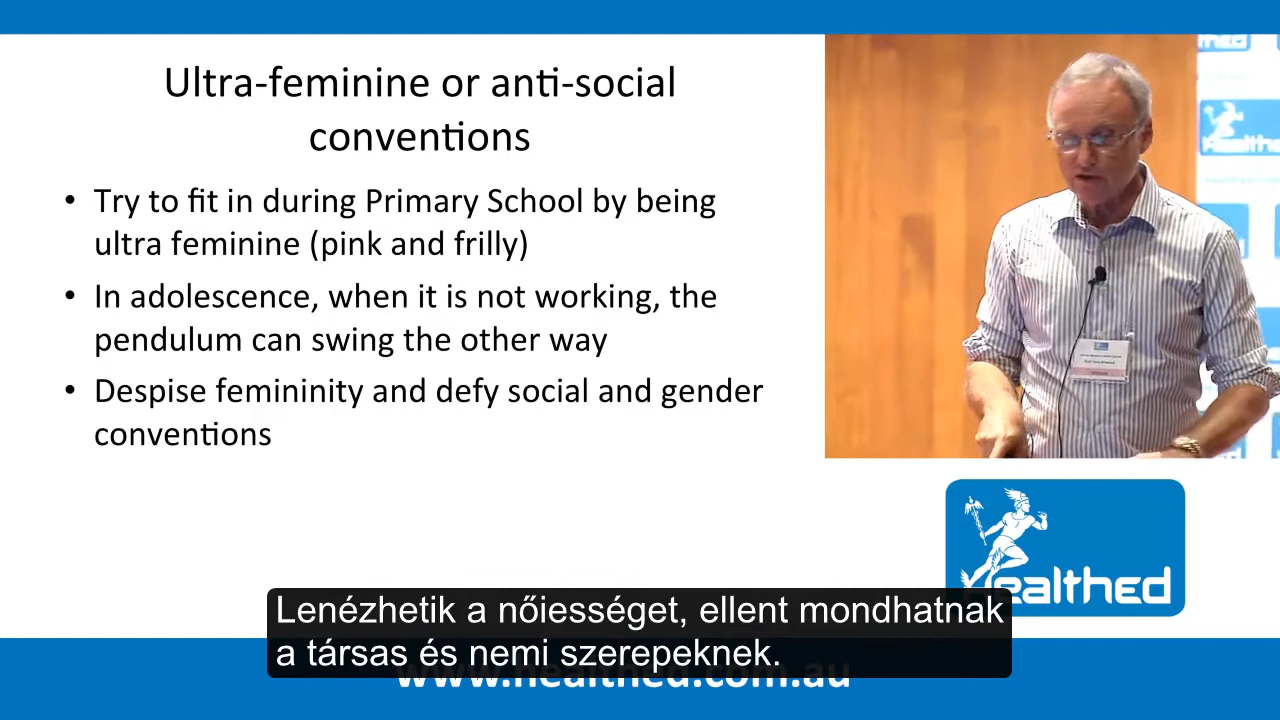 Ultra-feminine or anti-social
conventions
• Try to fit in during Primary School by being
ultra feminine (pink and frilly)
• In adolescence, when it is not working, the
pendulum can swing the other way
• Despise femininity and defy social and gender
conventions
Healthed
Healthed
Lenézhetik a nőiességet, ellent mondhatnak
a társas és nemi szerepeknek.
www.healthed.com.au